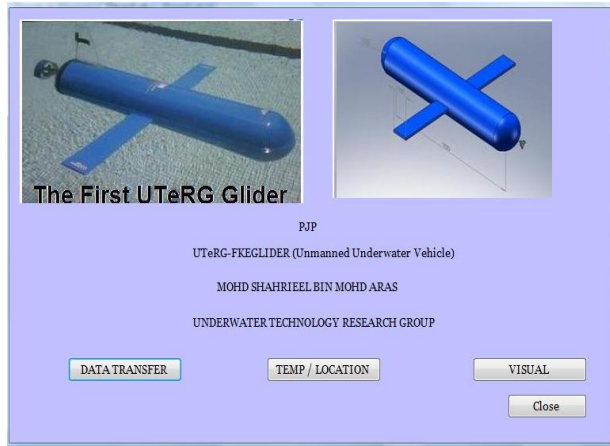 The First UTeRG Glider
PJP
UTeRG-FKEGLIDER (Unmanned Underwater Vehicle)
MOHD SHAHRIEEL BIN MOHD ARAS
UNDERWATER TECHNOLOGY RESEARCH GROUP
DATA TRANSFER
TEMP / LOCATION
VISUAL
Close